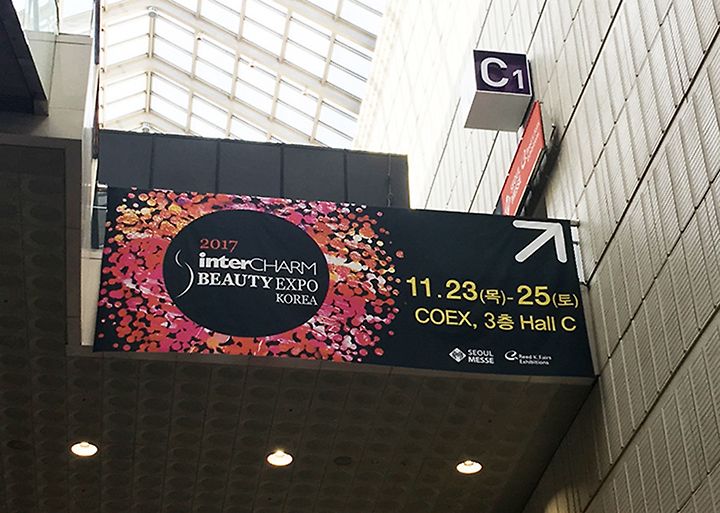 C1
2017
interCHARM
BEAUTY EXPO
KOREA
11.23(목)-25(토)
COEX, 3층 Hall C
SEOUL
MESSE
Reed K. Fairs
Exhibitions